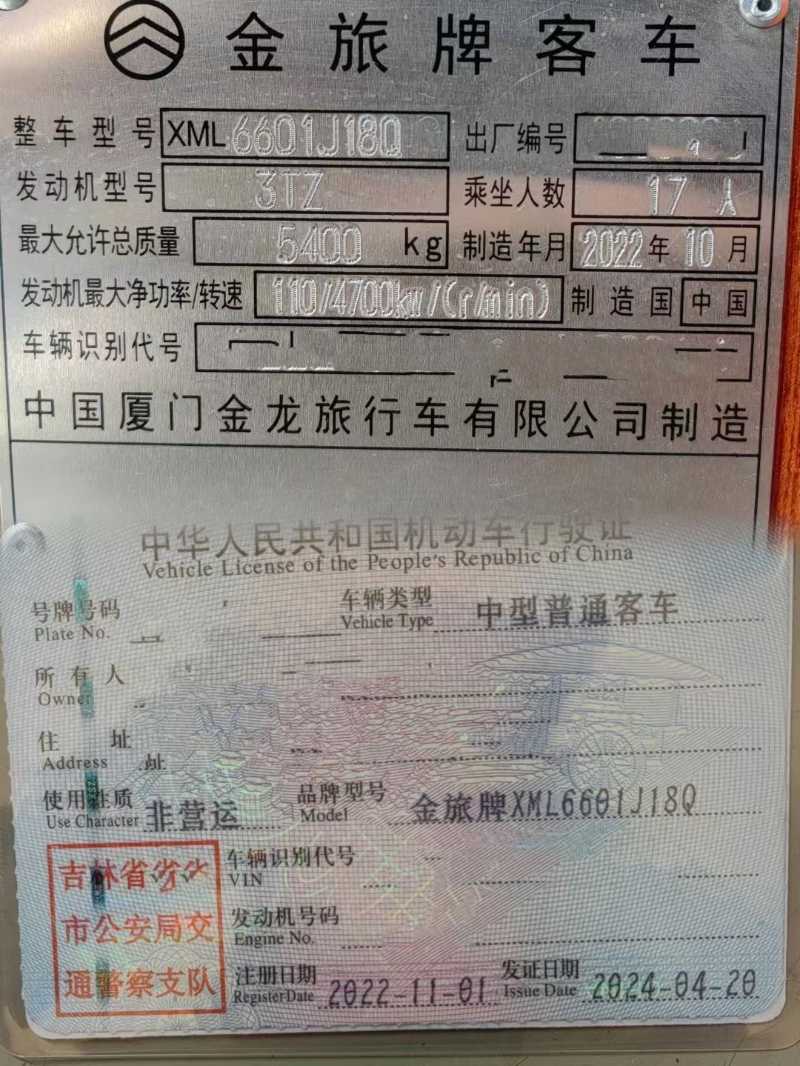 金旅牌客车
整车型号 XML6601J18Q 出厂编号
发动机型号 3TZ 乘坐人数 17人
最大允许总质量 5400 kg 制造年月 2022年10月
发动机最大净功率/转速 110/4700kw/(r/min) 制造国 中国
车辆识别代号
中国厦门金龙旅行车有限公司制造
中华人民共和国机动车行驶证
Vehicle License of the People's Republic of China
号牌号码 车辆类型 中型普通客车
Plate No. Vehicle Type
所有人
Owner
住址
Address
使用性质 非营运 品牌型号 金旅牌XML6601J18Q
Use Character Model
吉林省 车辆识别代号
VIN
市公安局交 发动机号码
Engine No.
通警察支队 注册日期 2022-11-01 发证日期 2024-04-20
Register Date Issue Date